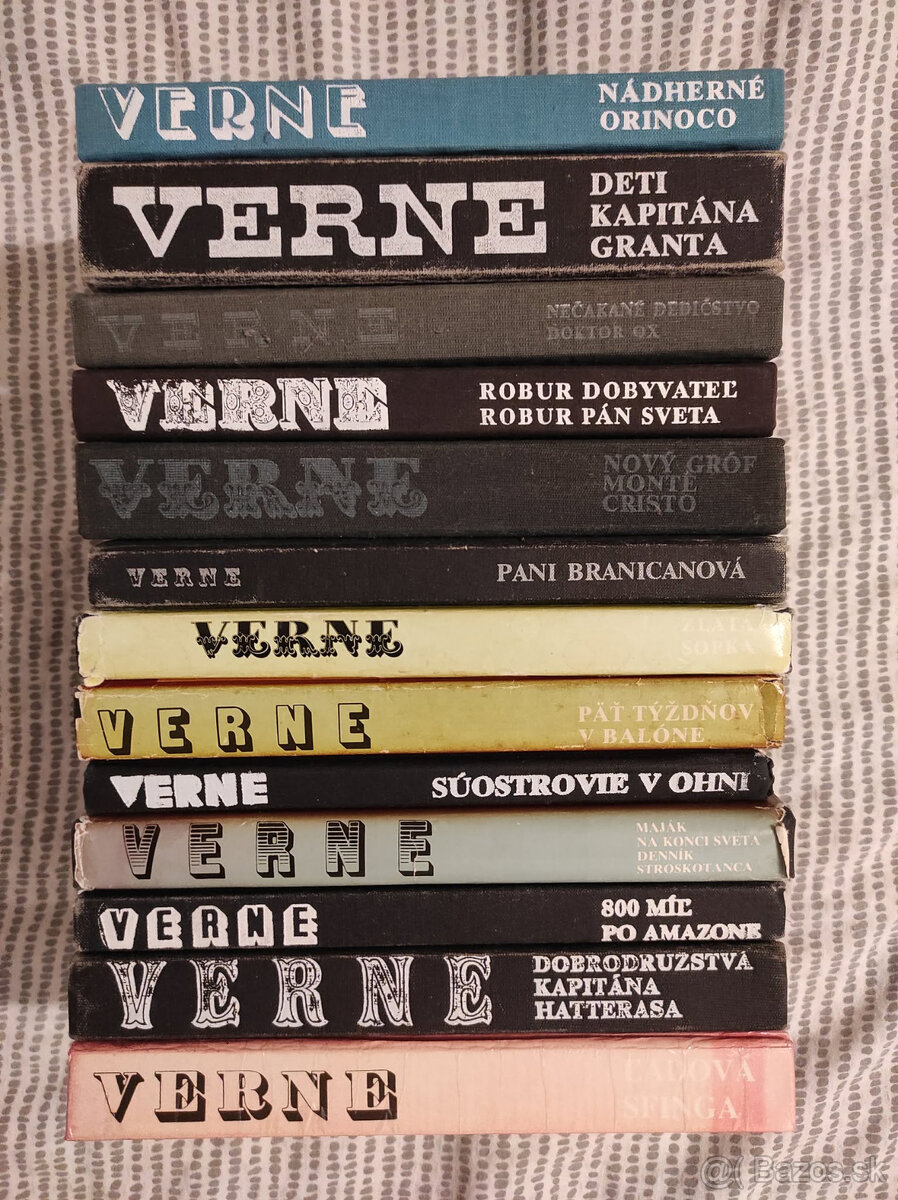 VERNE
NÁDHERNÉ
ORINOCO
VERNE
DETI
KAPITÁNA
GRANTA
VERNE
NEČAKANÉ DEDIČSTVO
DOKTOR OX
VERNE
ROBUR DOBYVATEĽ
ROBUR PÁN SVETA
VERNE
NOVÝ GRÓF
MONTE
CRISTO
VERNE
PANI BRANICANOVÁ
VERNE
ZLATÁ
SOPKA
VERNE
PÄŤ TÝŽDŇOV
V BALÓNE
VERNE
SÚOSTROVIE V OHNI
VERNE
MAJÁK
NA KONCI SVETA
DENNÍK
STROSKOTANCA
VERNE
800 MÍĽ
PO AMAZONE
VERNE
DOBRODRUŽSTVÁ
KAPITÁNA
HATTERASA
VERNE
ĽADOVÁ
SFINGA
@( Bazos.sk